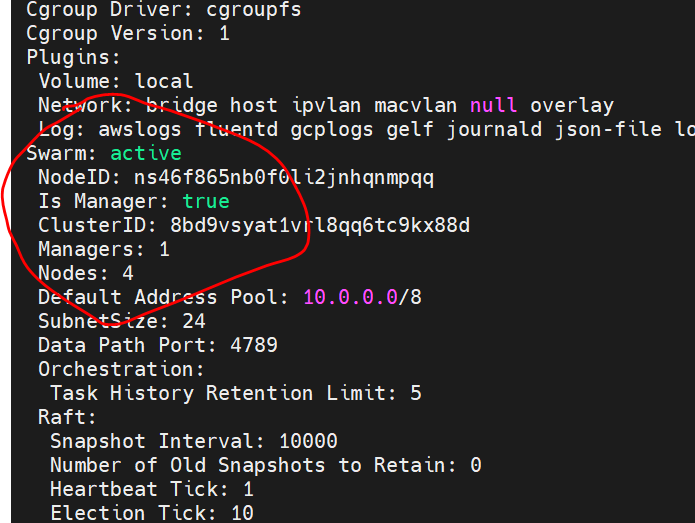 Cgroup Driver: cgroupfs
Cgroup Version: 1
Plugins:
Volume: local
Network: bridge host ipvlan macvlan null overlay
Log: awslogs fluentd gcplogs gelf journald json-file lo
Swarm: active
NodeID: ns46f865nb0f0li2jnhqnmpqq
Is Manager: true
ClusterID: 8bd9vsyat1vrl8qq6tc9kx88d
Managers: 1
Nodes: 4
Default Address Pool: 10.0.0.0/8
SubnetSize: 24
Data Path Port: 4789
Orchestration:
Task History Retention Limit: 5
Raft:
Snapshot Interval: 10000
Number of Old Snapshots to Retain: 0
Heartbeat Tick: 1
Election Tick: 10